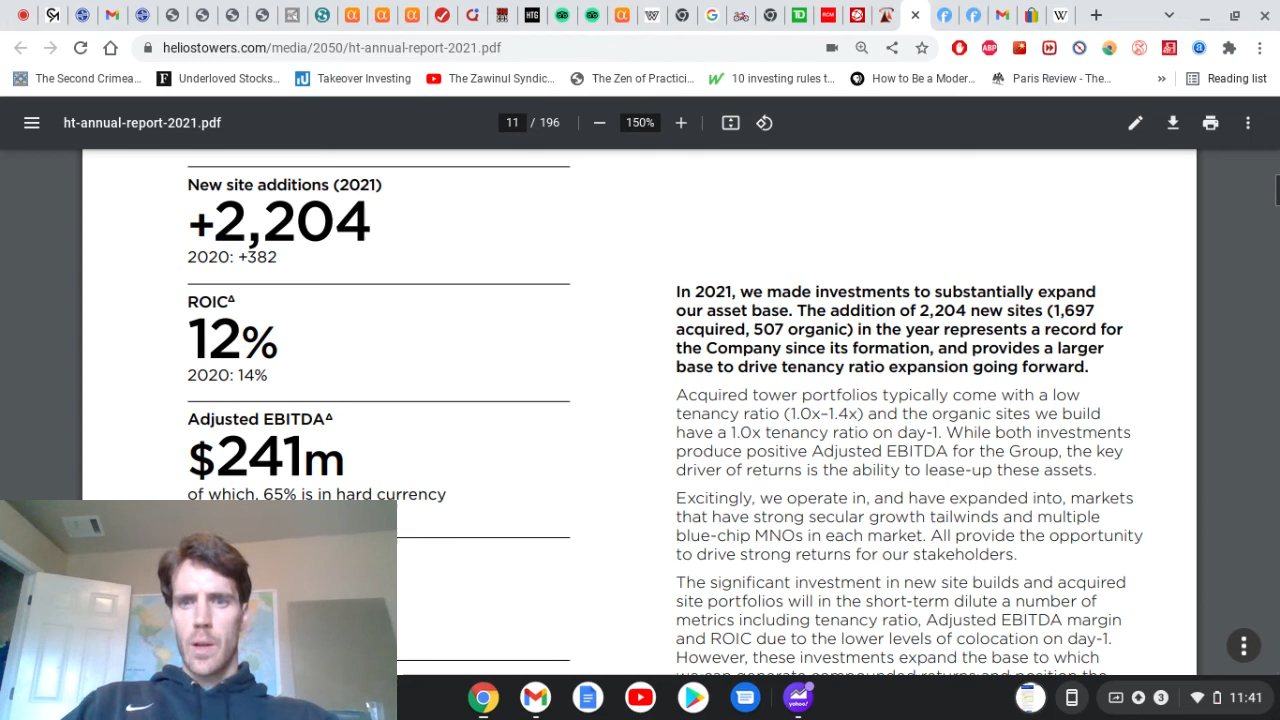 heliostowers.com/media/2050/ht-annual-report-2021.pdf
The Second Crimea...
Underloved Stocks...
Takeover Investing
The Zawinul Syndic...
The Zen of Practici...
10 investing rules t...
How to Be a Moder...
Paris Review - The...
»
Reading list
ht-annual-report-2021.pdf
11 / 196
150%
New site additions (2021)
+2,204
2020: +382
ROICΔ
12%
2020: 14%
Adjusted EBITDAΔ
$241m
of which, 65% is in hard currency
In 2021, we made investments to substantially expand
our asset base. The addition of 2,204 new sites (1,697
acquired, 507 organic) in the year represents a record for
the Company since its formation, and provides a larger
base to drive tenancy ratio expansion going forward.
Acquired tower portfolios typically come with a low
tenancy ratio (1.0x–1.4x) and the organic sites we build
have a 1.0x tenancy ratio on day-1. While both investments
produce positive Adjusted EBITDA for the Group, the key
driver of returns is the ability to lease-up these assets.
Excitingly, we operate in, and have expanded into, markets
that have strong secular growth tailwinds and multiple
blue-chip MNOs in each market. All provide the opportunity
to drive strong returns for our stakeholders.
The significant investment in new site builds and acquired
site portfolios will in the short-term dilute a number of
metrics including tenancy ratio, Adjusted EBITDA margin
and ROIC due to the lower levels of colocation on day-1.
However, these investments expand the base to which
3
11:41